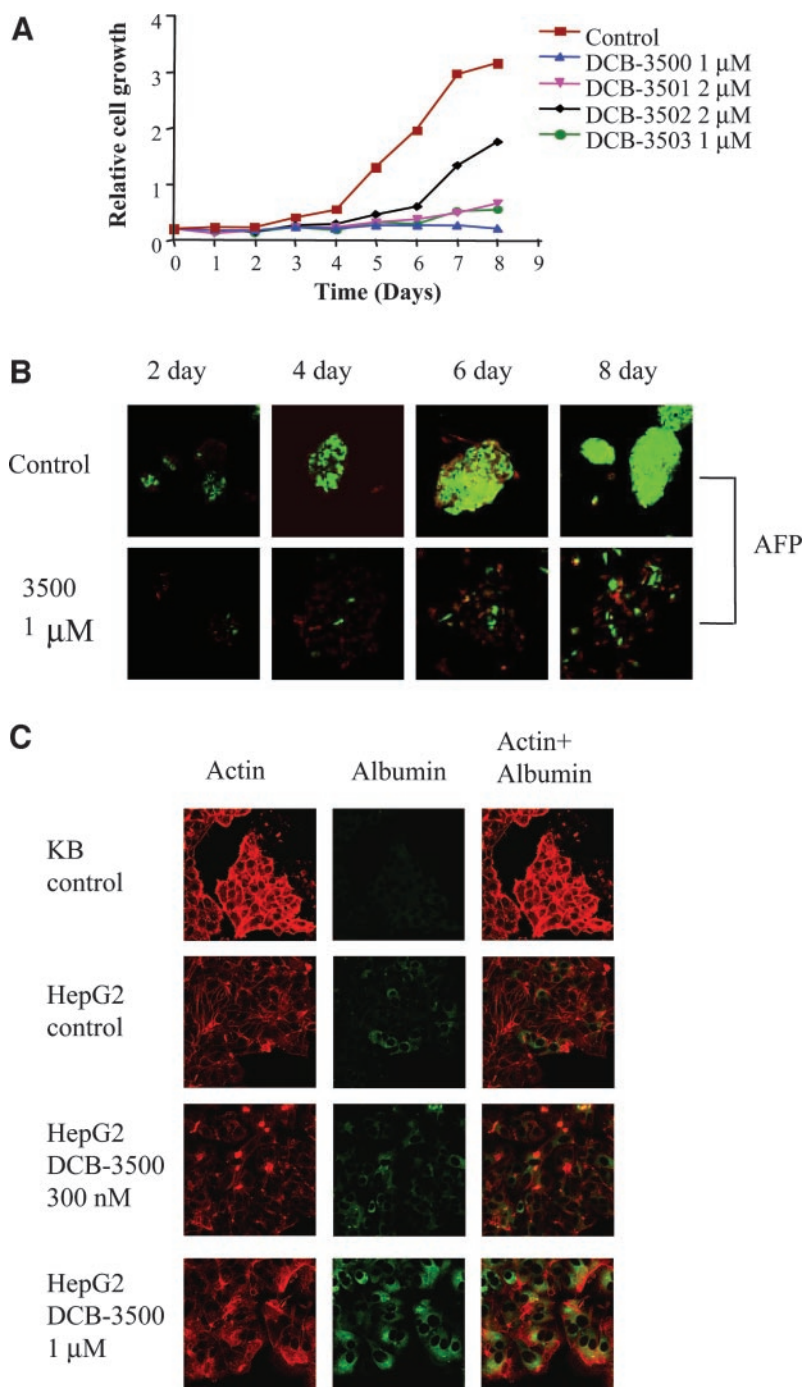 A
Relative cell growth
4
3
2
1
0
0 1 2 3 4 5 6 7 8 9
Time (Days)
Control
DCB-3500 1 µM
DCB-3501 2 µM
DCB-3502 2 µM
DCB-3503 1 µM
B
2 day 4 day 6 day 8 day
Control
3500
1 µM
AFP
C
Actin Albumin Actin+
Albumin
KB
control
HepG2
control
HepG2
DCB-3500
300 nM
HepG2
DCB-3500
1 µM